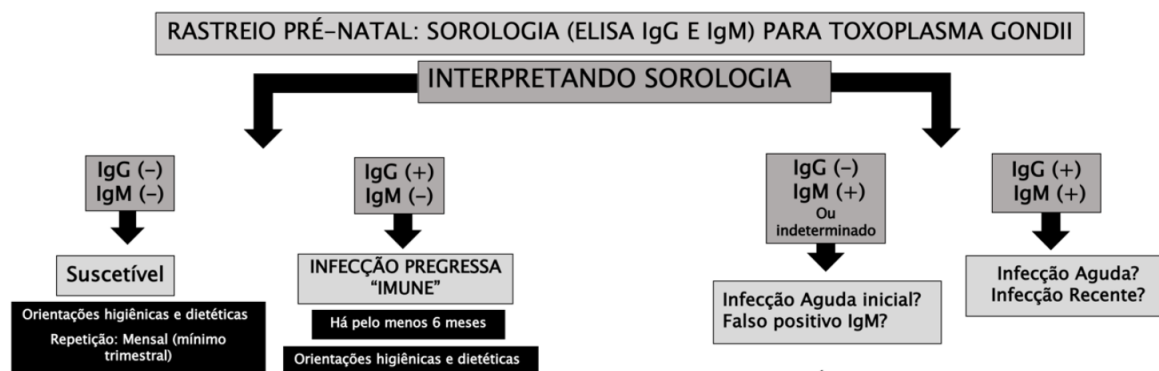 RASTREIO PRÉ-NATAL: SOROLOGIA (ELISA IgG E IgM) PARA TOXOPLASMA GONDII
INTERPRETANDO SOROLOGIA
IgG (-)
IgM (-)
Suscetível
Orientações higiênicas e dietéticas
Repetição: Mensal (mínimo
trimestral)
IgG (+)
IgM (-)
INFECÇÃO PREGRESSA
“IMUNE”
Há pelo menos 6 meses
Orientações higiênicas e dietéticas
IgG (-)
IgM (+)
Ou
indeterminado
Infecção Aguda inicial?
Falso positivo IgM?
IgG (+)
IgM (+)
Infecção Aguda?
Infecção Recente?